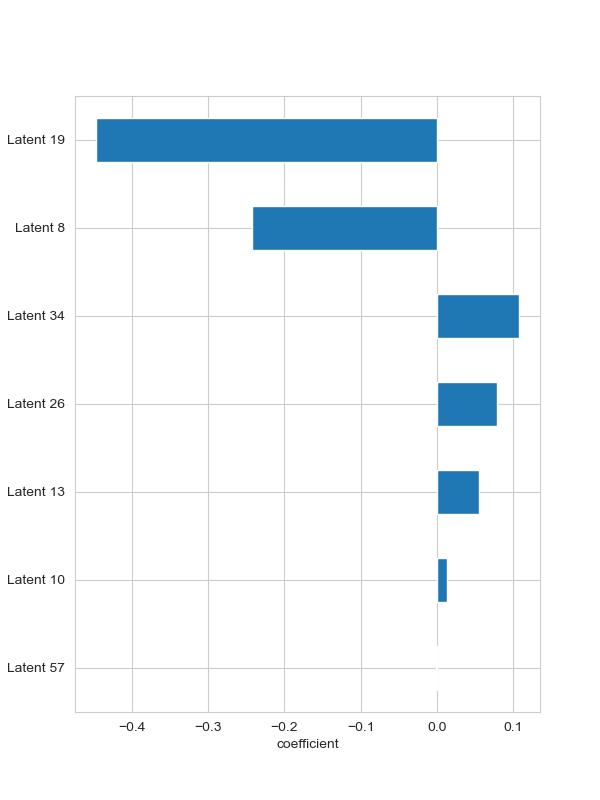 Latent 19
Latent 8
Latent 34
Latent 26
Latent 13
Latent 10
Latent 57
−0.4 −0.3 −0.2 −0.1 0.0 0.1
coefficient